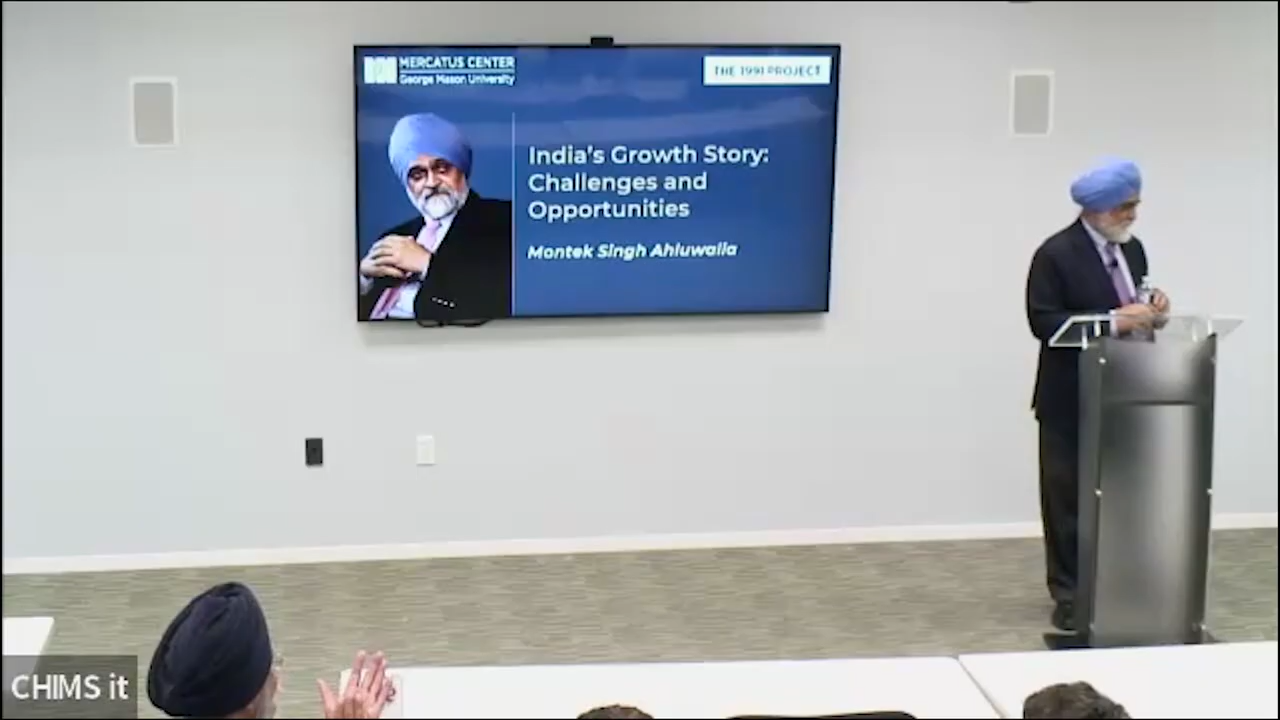 MERCATUS CENTER
George Mason University
THE 1991 PROJECT
India's Growth Story:
Challenges and
Opportunities
Montek Singh Ahluwalia
CHIMS it